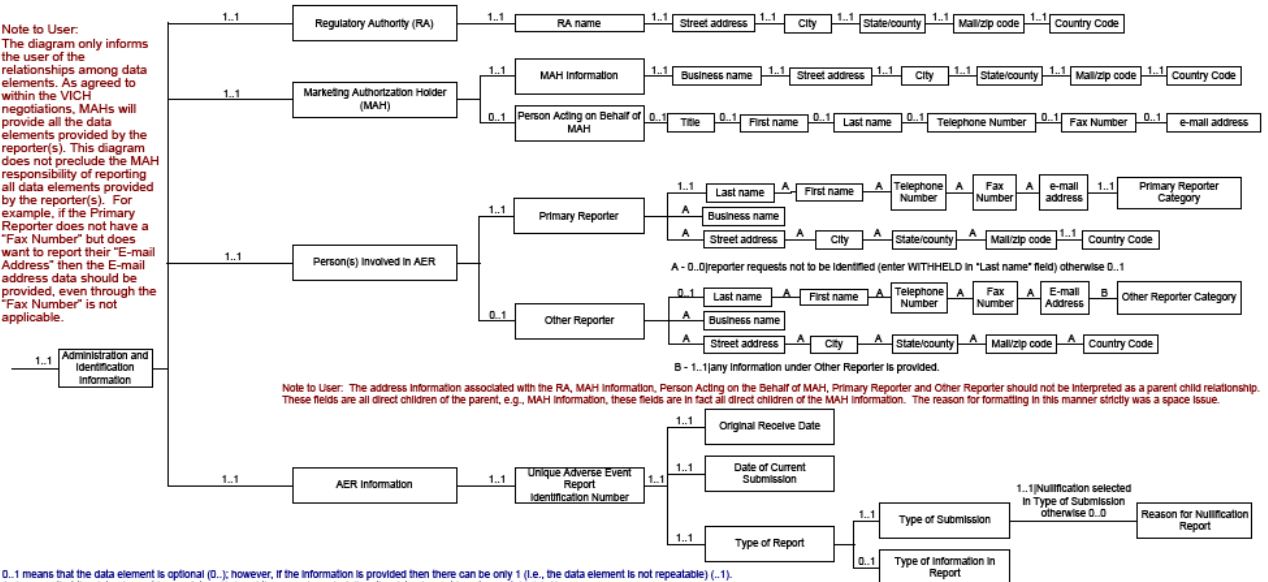 Note to User:
The diagram only informs
the user of the
relationships among data
elements. As agreed to
within the VICH
negotiations, MAHs will
provide all the data
elements provided by the
reporter(s). This diagram
does not preclude the MAH
responsibility of reporting
all data elements provided
by the reporter(s). For
example, if the Primary
Reporter does not have a
"Fax Number" but does
want to report their "E-mail
Address" then the E-mail
address data should be
provided, even through the
"Fax Number" is not
applicable.
1..1 Administration and
Identification
Information
1..1 Regulatory Authority (RA) 1..1 RA name 1..1 Street address 1..1 City 1..1 State/county 1..1 Mail/zip code 1..1 Country Code
1..1 Marketing Authorization Holder
(MAH)
1..1 MAH Information 1..1 Business name 1..1 Street address 1..1 City 1..1 State/county 1..1 Mail/zip code 1..1 Country Code
0..1 Person Acting on Behalf of
MAH
0..1 Title 0..1 First name 0..1 Last name 0..1 Telephone Number 0..1 Fax Number 0..1 e-mail address
1..1 Person(s) Involved in AER
1..1 Primary Reporter
1..1 Last name A First name A Telephone
Number A Fax
Number A e-mail
address 1..1 Primary Reporter
Category
A Business name
A Street address A City A State/county A Mail/zip code 1..1 Country Code
A - 0..0|reporter requests not to be identified (enter WITHHELD in "Last name" field) otherwise 0..1
0..1 Other Reporter
0..1 Last name A First name A Telephone
Number A Fax
Number A E-mail
Address B Other Reporter Category
A Business name
A Street address A City A State/county A Mail/zip code A Country Code
B - 1..1|any information under Other Reporter is provided.
Note to User: The address information associated with the RA, MAH Information, Person Acting on the Behalf of MAH, Primary Reporter and Other Reporter should not be interpreted as a parent child relationship.
These fields are all direct children of the parent, e.g., MAH Information, these fields are in fact all direct children of the MAH Information. The reason for formatting in this manner strictly was a space issue.
1..1 AER Information 1..1 Unique Adverse Event
Report
Identification Number 1..1
1..1 Original Receive Date
1..1 Date of Current
Submission
1..1 Type of Report
1..1 Type of Submission
1..1|Nullification selected
in Type of Submission
otherwise 0..0
Reason for Nullification
Report
0..1 Type of Information in
Report
0..1 means that the data element is optional (0..); however, if the information is provided then there can be only 1 (i.e., the data element is not repeatable) (..1).